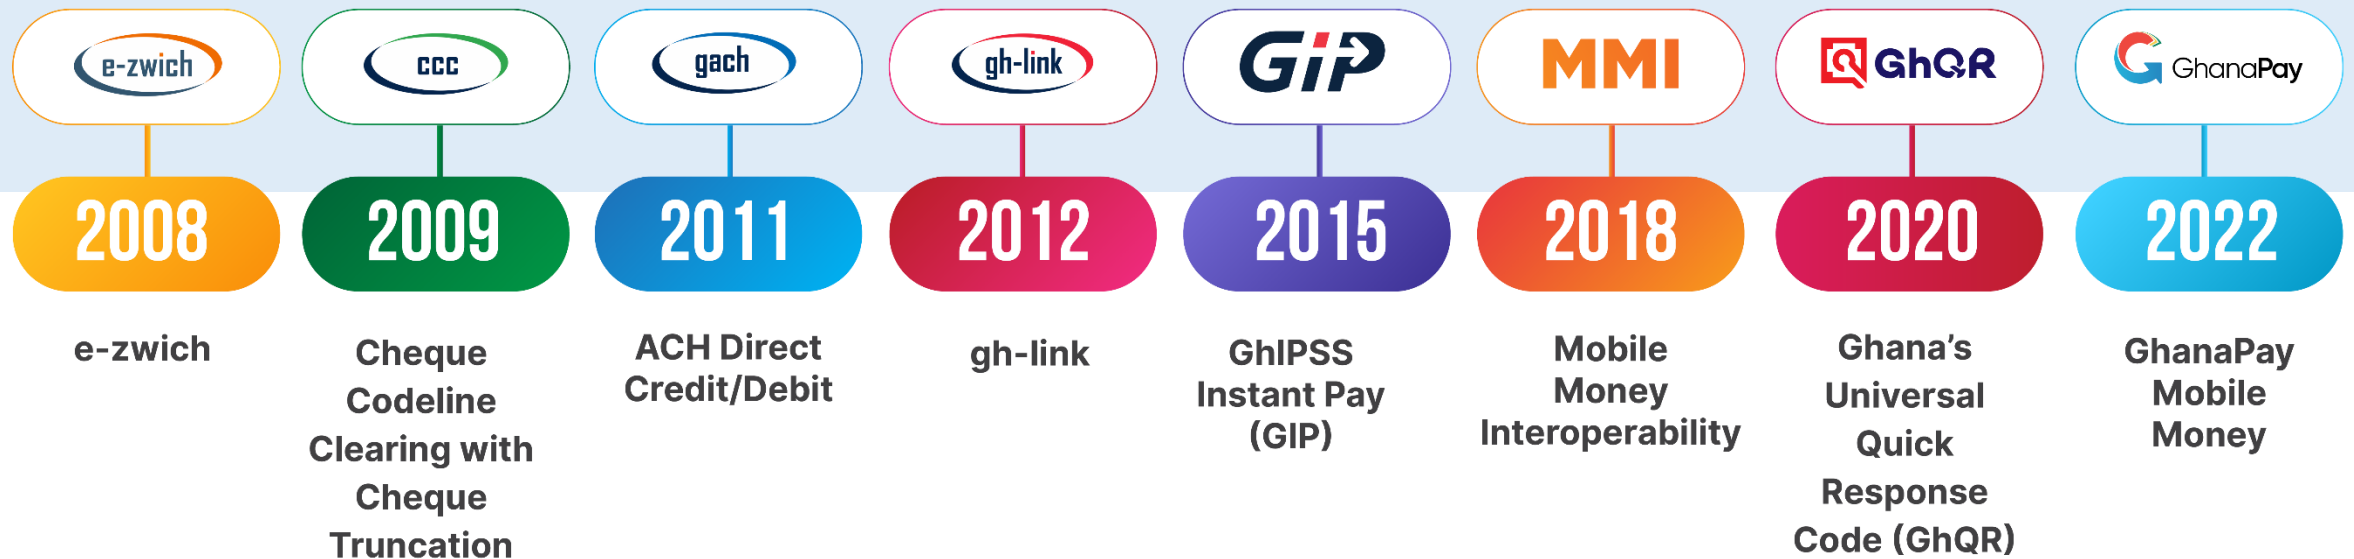 e-zwich
ccc
gach
gh-link
GiP
MMI
GhQR
GhanaPay
2008
2009
2011
2012
2015
2018
2020
2022
e-zwich
Cheque
Codeline
Clearing with
Cheque
Truncation
ACH Direct
Credit/Debit
gh-link
GhIPSS
Instant Pay
(GIP)
Mobile
Money
Interoperability
Ghana's
Universal
Quick
Response
Code (GhQR)
GhanaPay
Mobile
Money